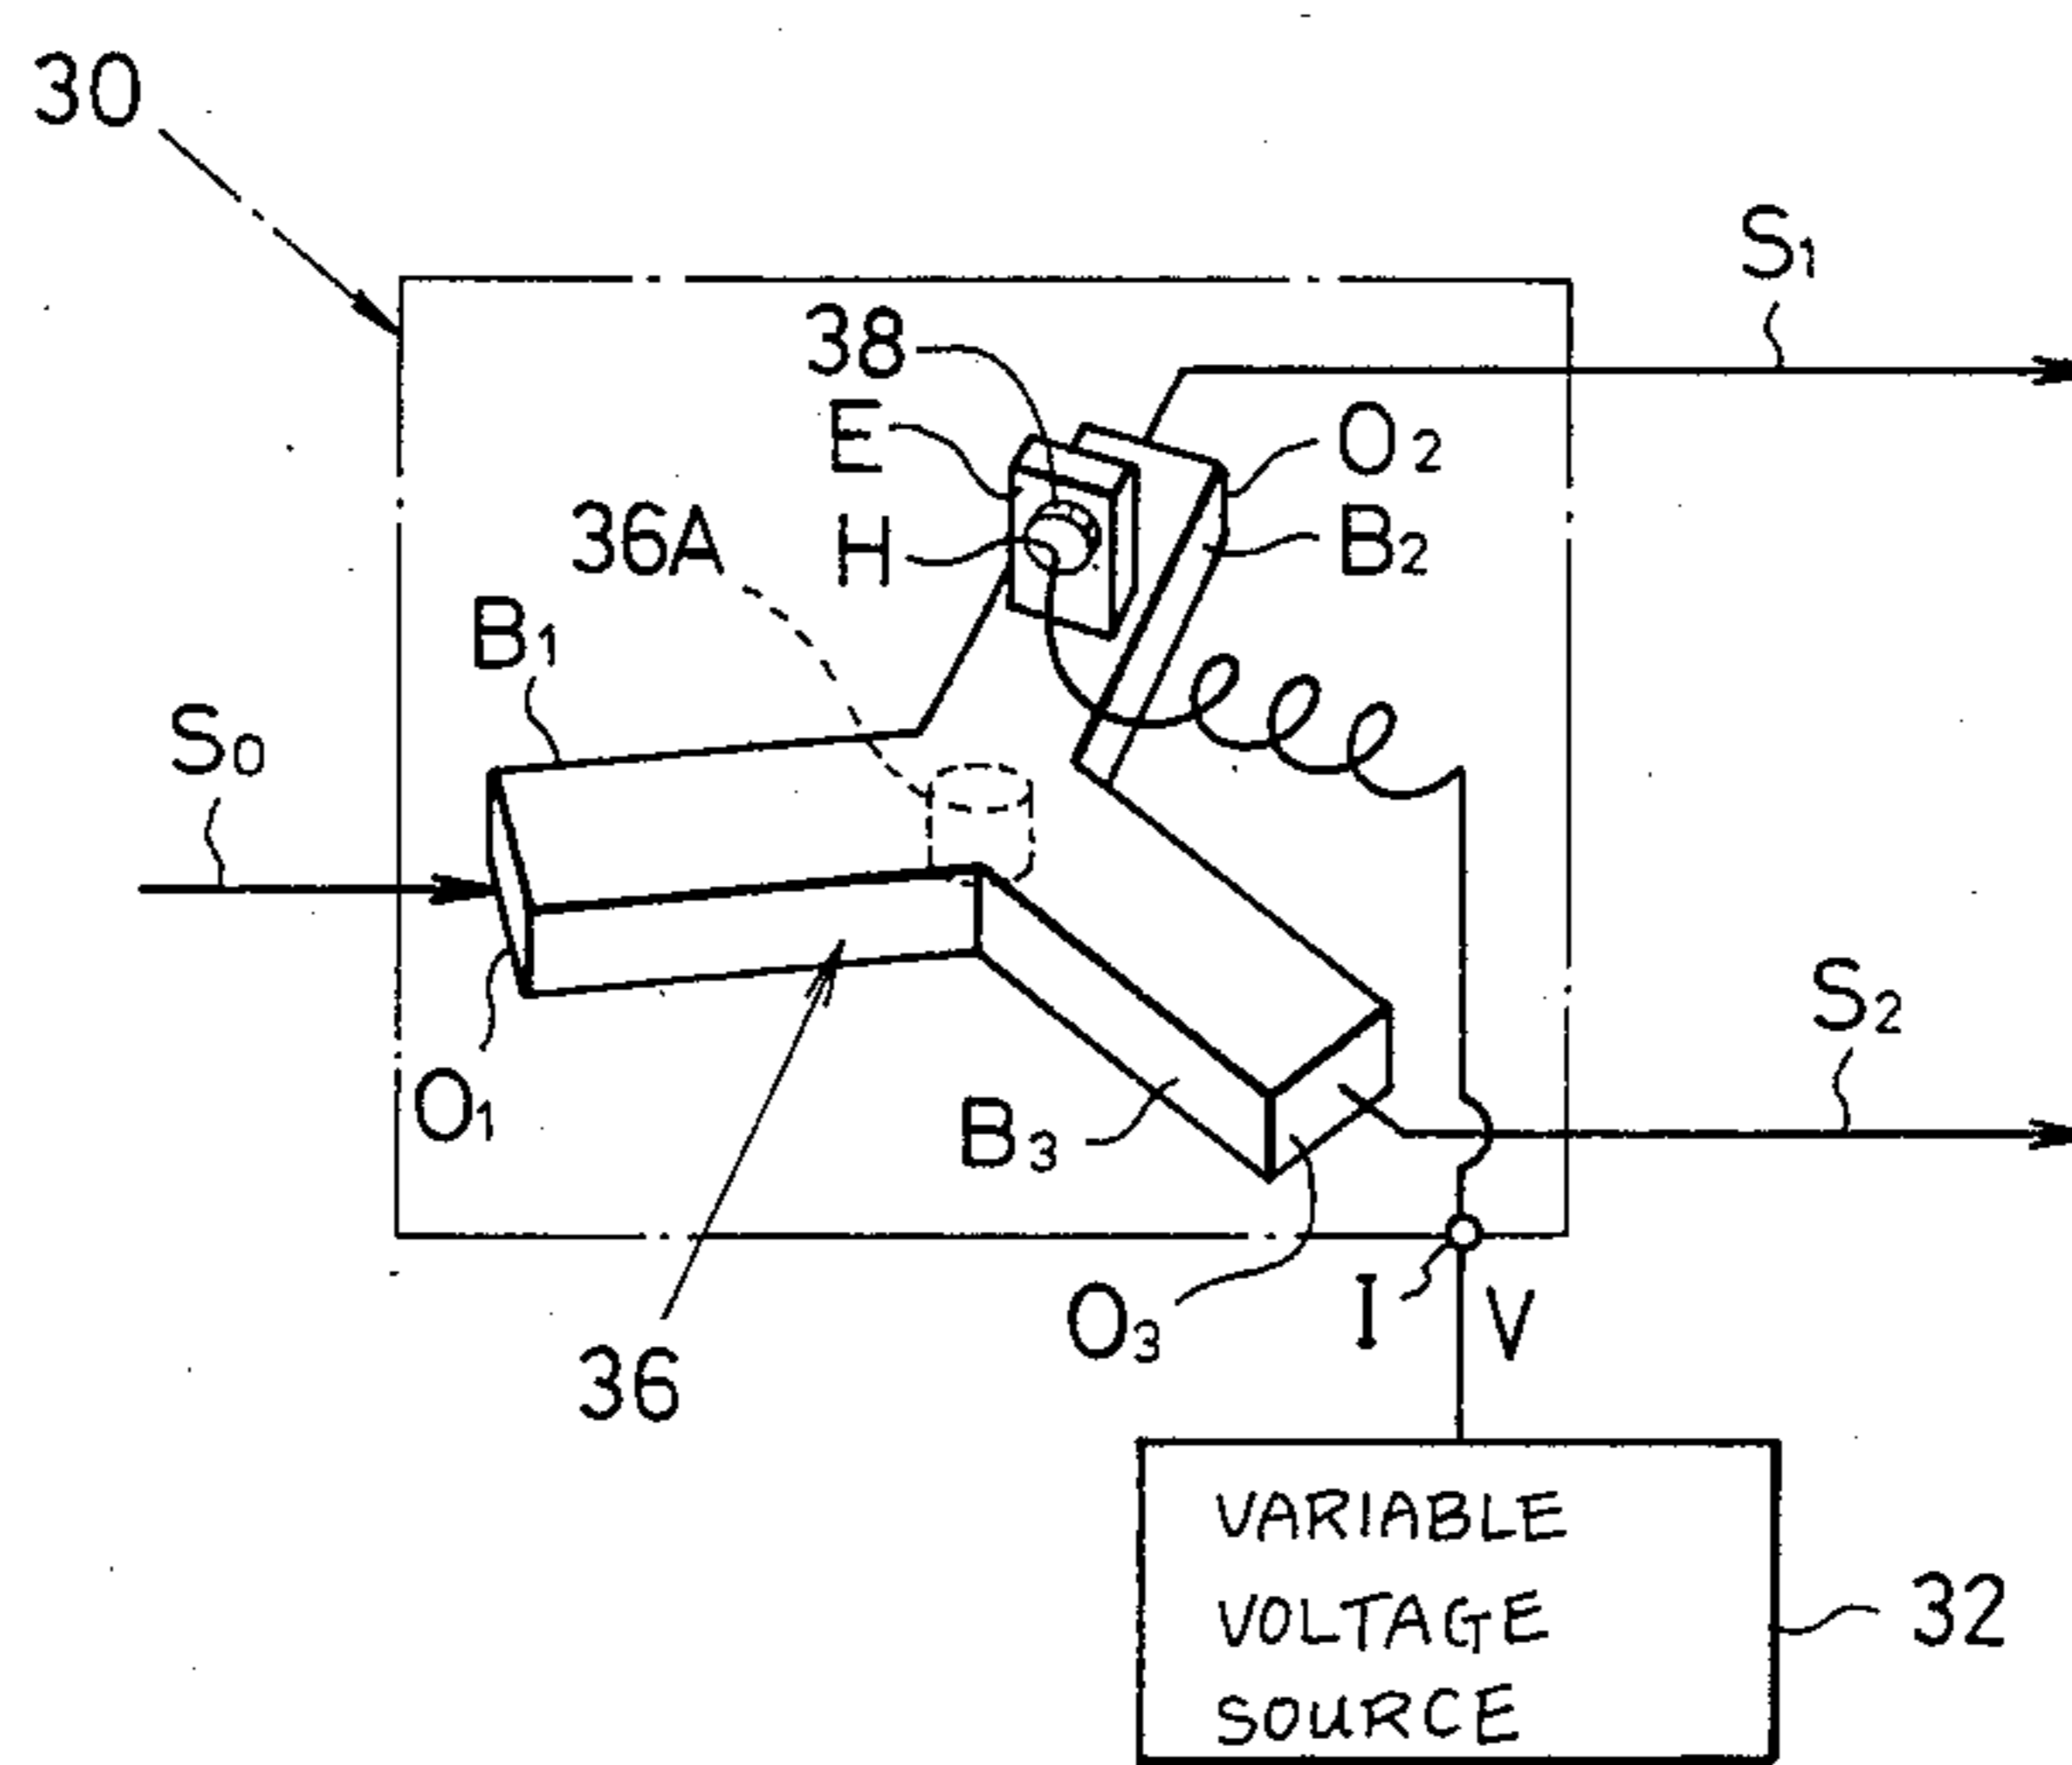 30
S1
38
E
O2
H
B2
36A
B1
S0
S2
O1
B3
O3
I
V
36
VARIABLE
VOLTAGE
SOURCE
32